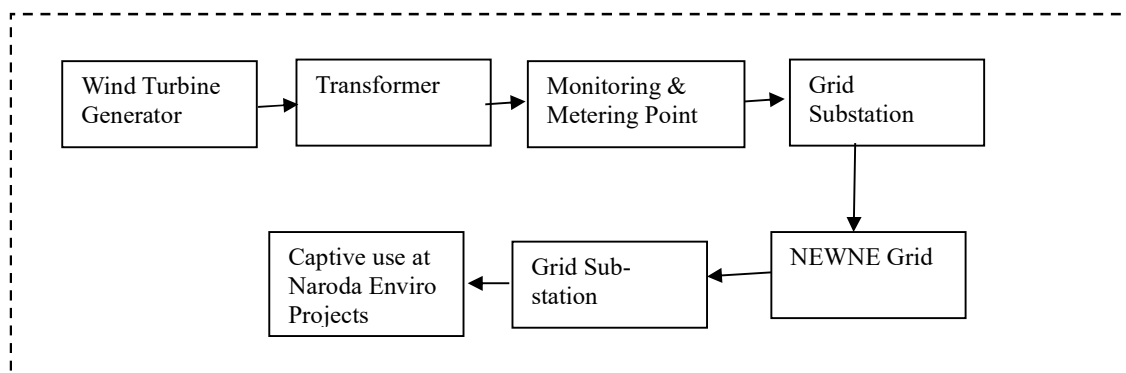 Wind Turbine
Generator
Transformer
Monitoring &
Metering Point
Grid
Substation
NEWNE Grid
Grid Sub-
station
Captive use at
Naroda Enviro
Projects